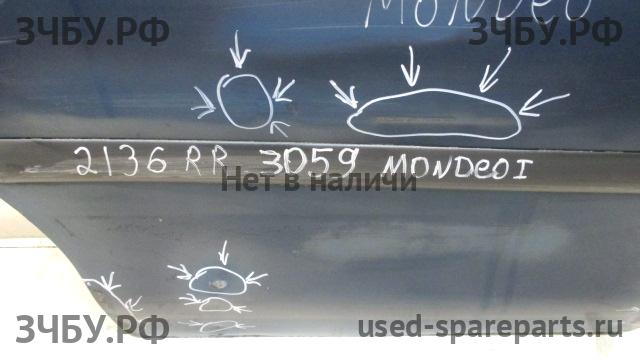 MONDEO
ЗЧБУ.РФ ЗЧБУ.РФ
2136 RR 3059 MONDEO I
Нет в наличи
ЗЧБУ.РФ used-spareparts.ru